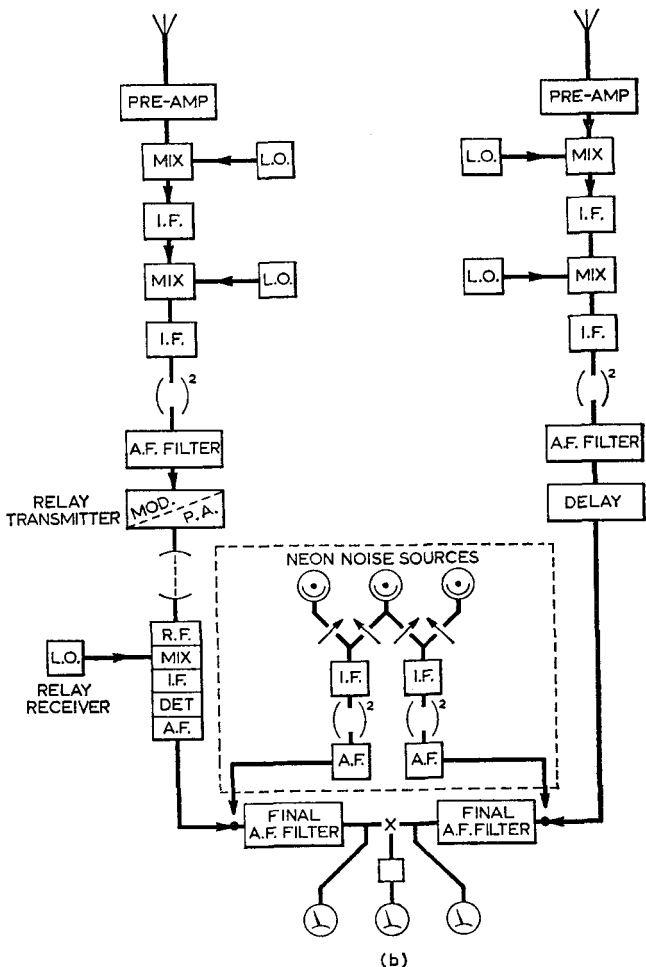 PRE-AMP
PRE-AMP
MIX
L.O.
L.O.
MIX
I.F.
I.F.
MIX
L.O.
L.O.
MIX
I.F.
I.F.
( )²
( )²
A.F. FILTER
A.F. FILTER
RELAY
TRANSMITTER
MOD.
P.A.
DELAY
NEON NOISE SOURCES
L.O.
RELAY
RECEIVER
R.F.
MIX
I.F.
DET
A.F.
I.F.
I.F.
( )²
( )²
A.F.
A.F.
FINAL
A.F. FILTER
X
FINAL
A.F. FILTER
(b)